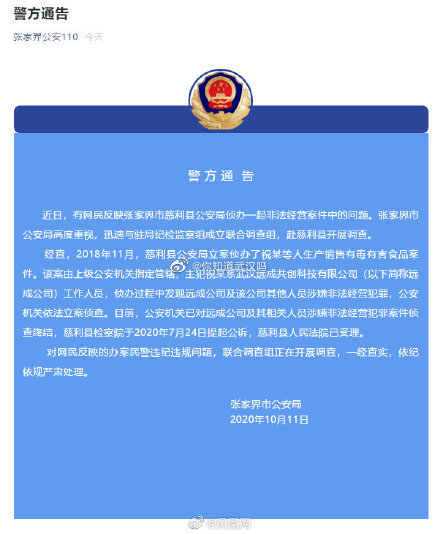 警方通告
张家界公安110 今天
警 方 通 告
近日，有网民反映张家界市慈利县公安局侦办一起非法经营案件中的问题。张家界市
公安局高度重视，迅速与驻局纪检监察组成立联合调查组，赴慈利县开展调查。
经查，2018年11月，慈利县公安局立案侦办了祝某等人生产销售有毒有害食品案
件。该案由上级公安机关指定管辖，主犯祝某系武汉远成共创科技有限公司（以下简称远
@你知道武汉吗
成公司）工作人员，侦办过程中发现远成公司及该公司其他人员涉嫌非法经营犯罪，公安
机关依法立案侦查。目前，公安机关已对远成公司及其相关人员涉嫌非法经营犯罪案件侦
查终结，慈利县检察院于2020年7月24日提起公诉，慈利县人民法院已受理。
对网民反映的办案民警违纪违规问题，联合调查组正在开展调查，一经查实，依纪
依规严肃处理。
张家界市公安局
2020年10月11日
@凤凰网